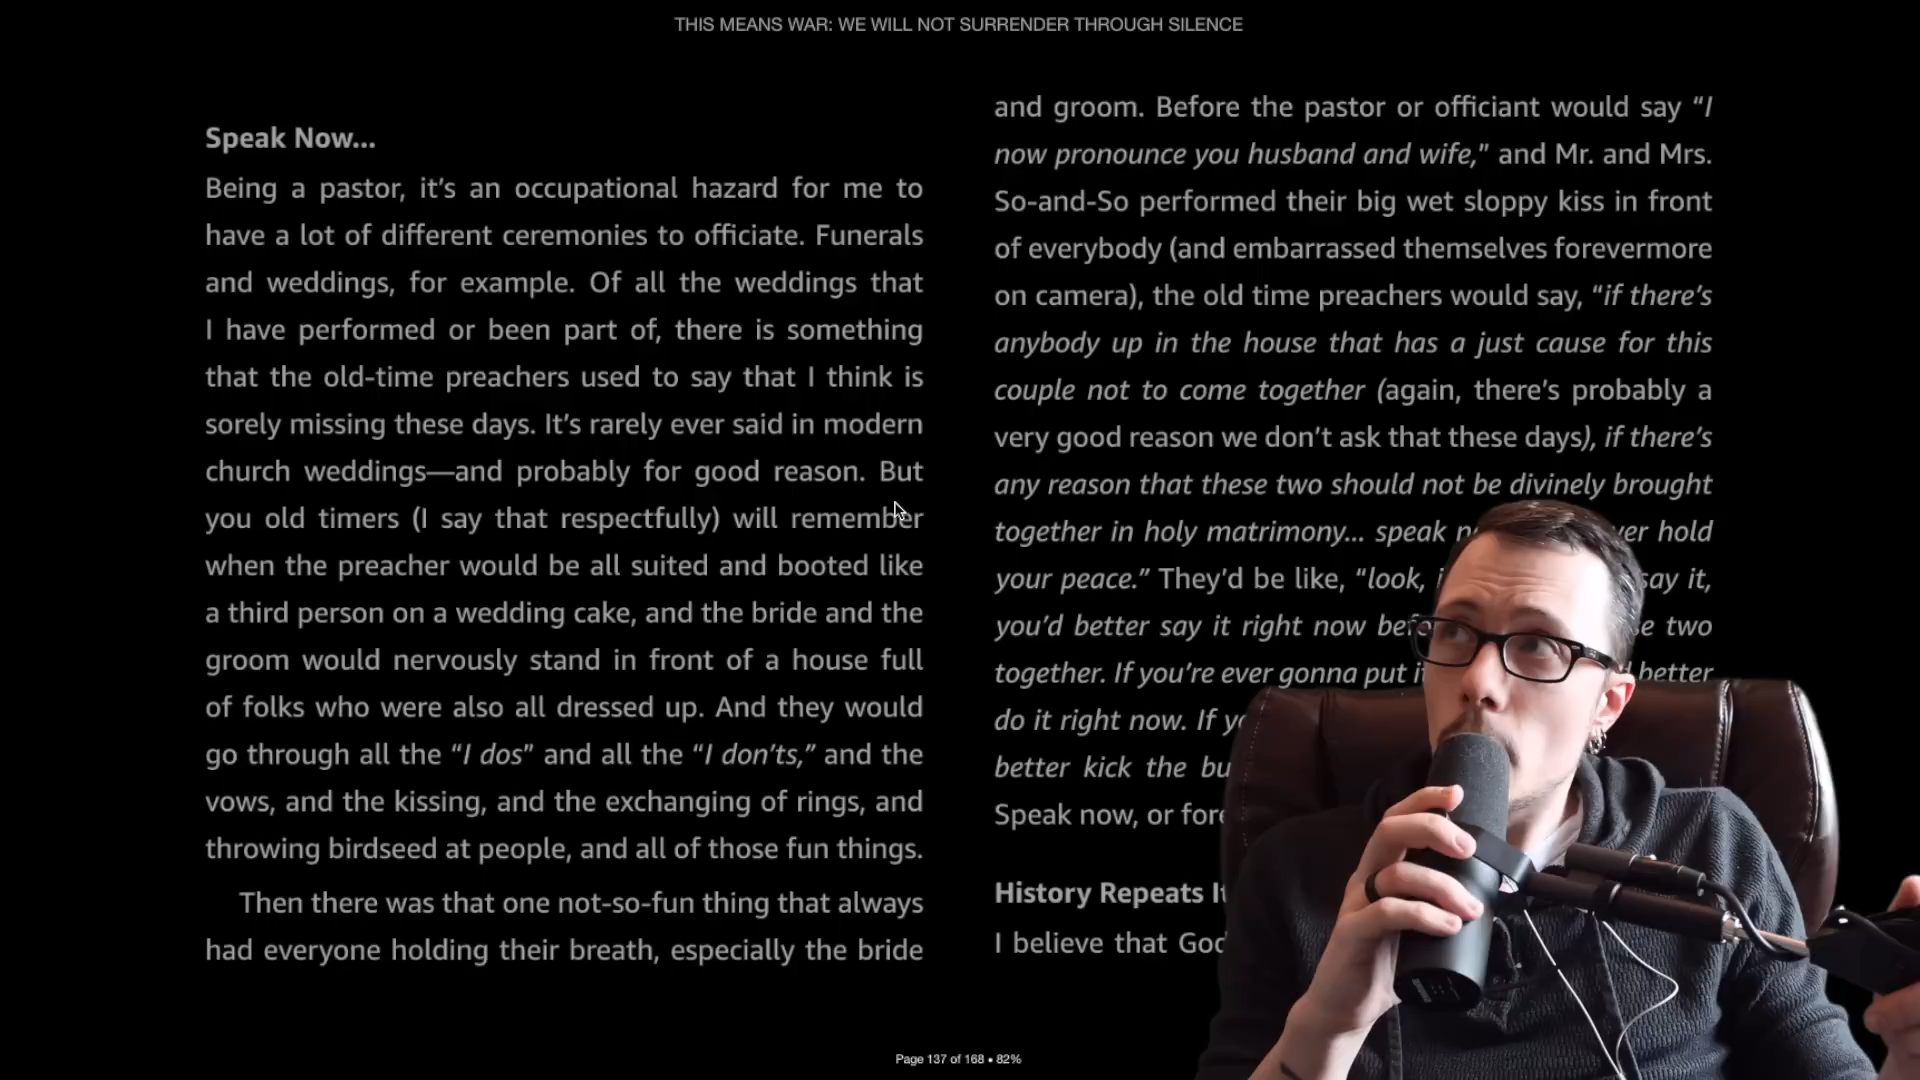 THIS MEANS WAR: WE WILL NOT SURRENDER THROUGH SILENCE
Speak Now...
Being a pastor, it’s an occupational hazard for me to
have a lot of different ceremonies to officiate. Funerals
and weddings, for example. Of all the weddings that
I have performed or been part of, there is something
that the old-time preachers used to say that I think is
sorely missing these days. It’s rarely ever said in modern
church weddings—and probably for good reason. But
you old timers (I say that respectfully) will remember
when the preacher would be all suited and booted like
a third person on a wedding cake, and the bride and the
groom would nervously stand in front of a house full
of folks who were also all dressed up. And they would
go through all the “I dos” and all the “I don’ts,” and the
vows, and the kissing, and the exchanging of rings, and
throwing birdseed at people, and all of those fun things.
Then there was that one not-so-fun thing that always
had everyone holding their breath, especially the bride
and groom. Before the pastor or officiant would say “I
now pronounce you husband and wife,” and Mr. and Mrs.
So-and-So performed their big wet sloppy kiss in front
of everybody (and embarrassed themselves forevermore
on camera), the old time preachers would say, “if there’s
anybody up in the house that has a just cause for this
couple not to come together (again, there’s probably a
very good reason we don’t ask that these days), if there’s
any reason that these two should not be divinely brought
together in holy matrimony... speak hold
your peace.” They’d be like, “look, say it,
you’d better say it right now two
together. If you’re ever gonna put better
do it right now. If
better kick the
Speak now, or
History Repeats
I believe that God
Page 137 of 168 • 82%